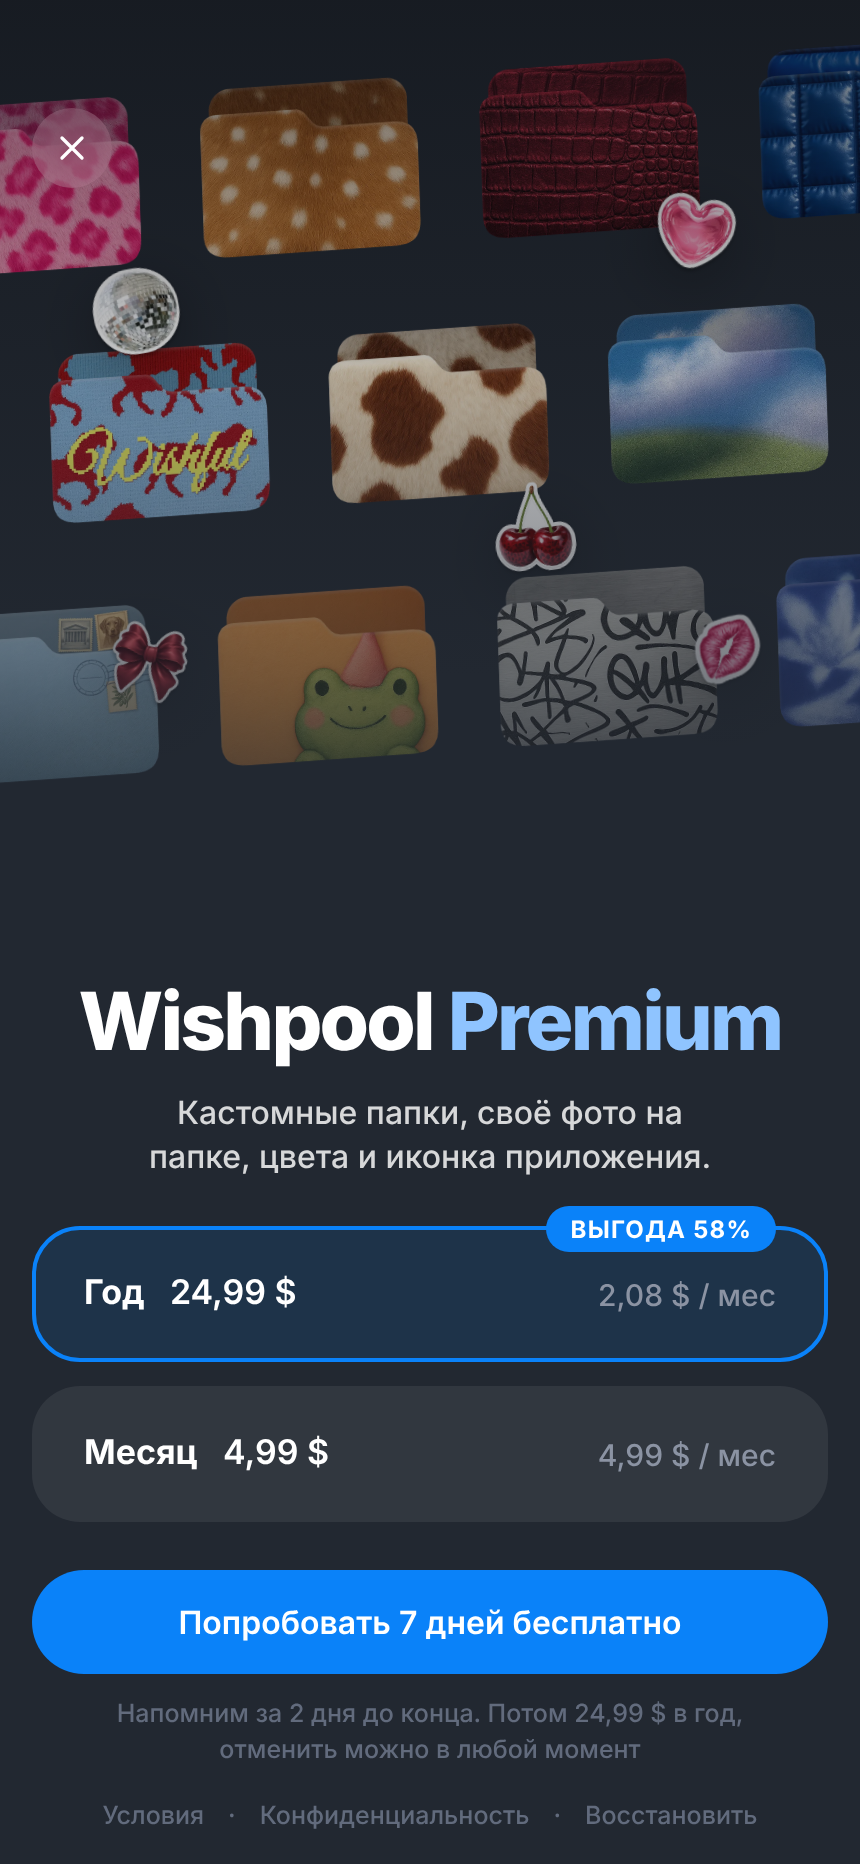 Wishful
Wishpool Premium
Кастомные папки, своё фото на
папке, цвета и иконка приложения.
ВЫГОДА 58%
Год 24,99 $ 2,08 $ / мес
Месяц 4,99 $ 4,99 $ / мес
Попробовать 7 дней бесплатно
Напомним за 2 дня до конца. Потом 24,99 $ в год,
отменить можно в любой момент
Условия · Конфиденциальность · Восстановить